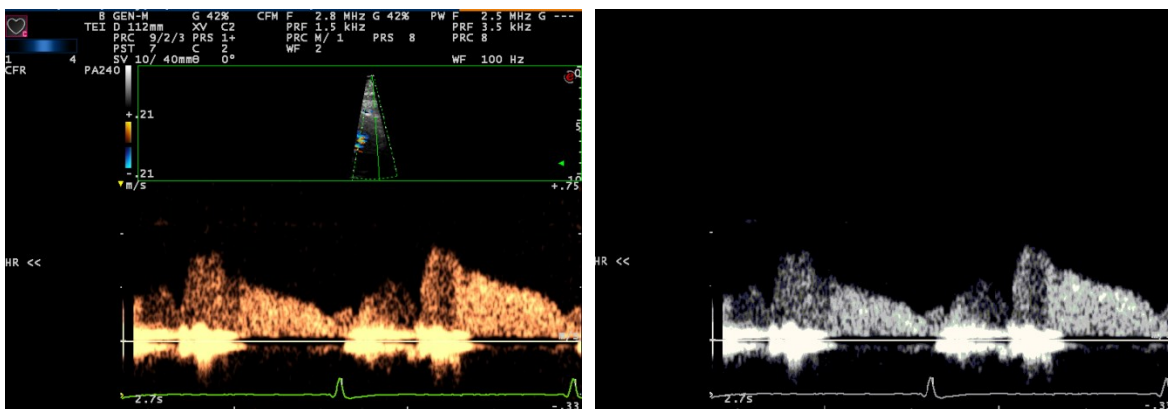 B GEN-M G 42% CFM F 2.8 MHz G 42% PW F 2.5 MHz G ---
TEI D 112mm XV C2 PRF 1.5 kHz PRF 3.5 kHz
PRC 9/2/3 PRS 1+ PRC M/ 1 PRS 8 PRC 8
PST 7 C 2 WF 2
SV 10/ 40mmθ 0° WF 100 Hz
1 4
CFR PA240
+.21
5
-.21
m/s +.75
HR <<
2.7s -.33
HR <<
2.7s